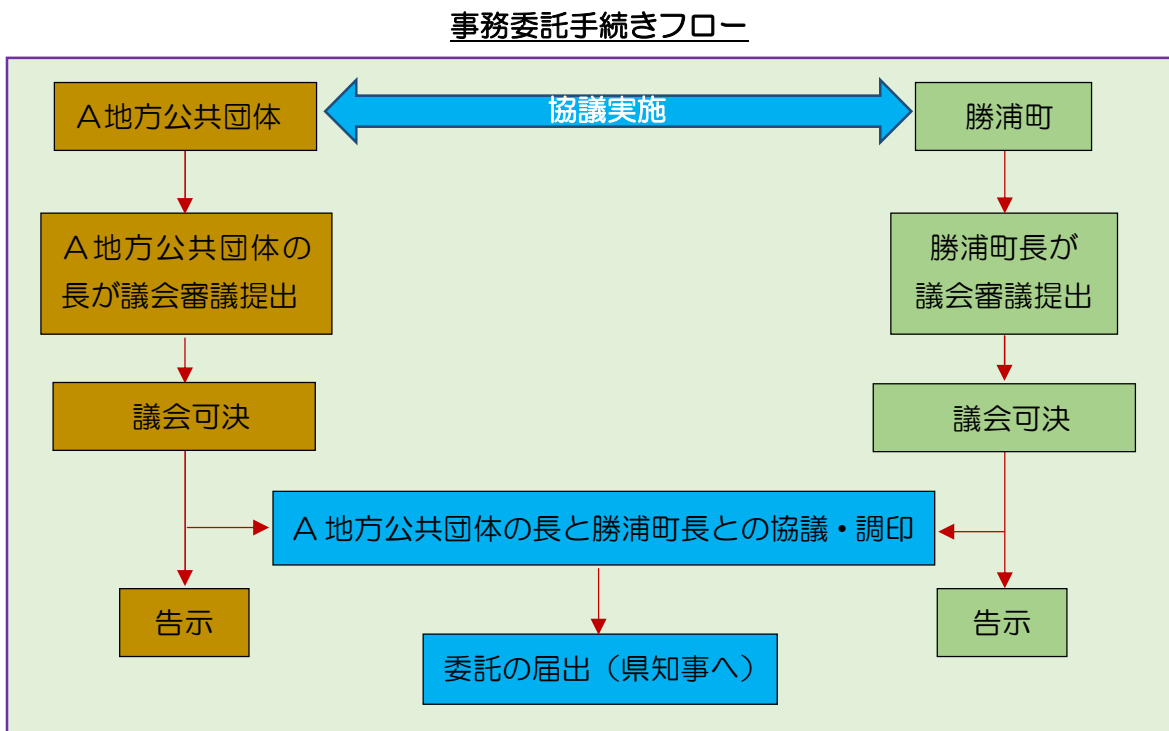 事務委託手続きフロー
A地方公共団体
協議実施
勝浦町
A地方公共団体の
長が議会審議提出
勝浦町長が
議会審議提出
議会可決
議会可決
A地方公共団体の長と勝浦町長との協議・調印
告示
告示
委託の届出（県知事へ）